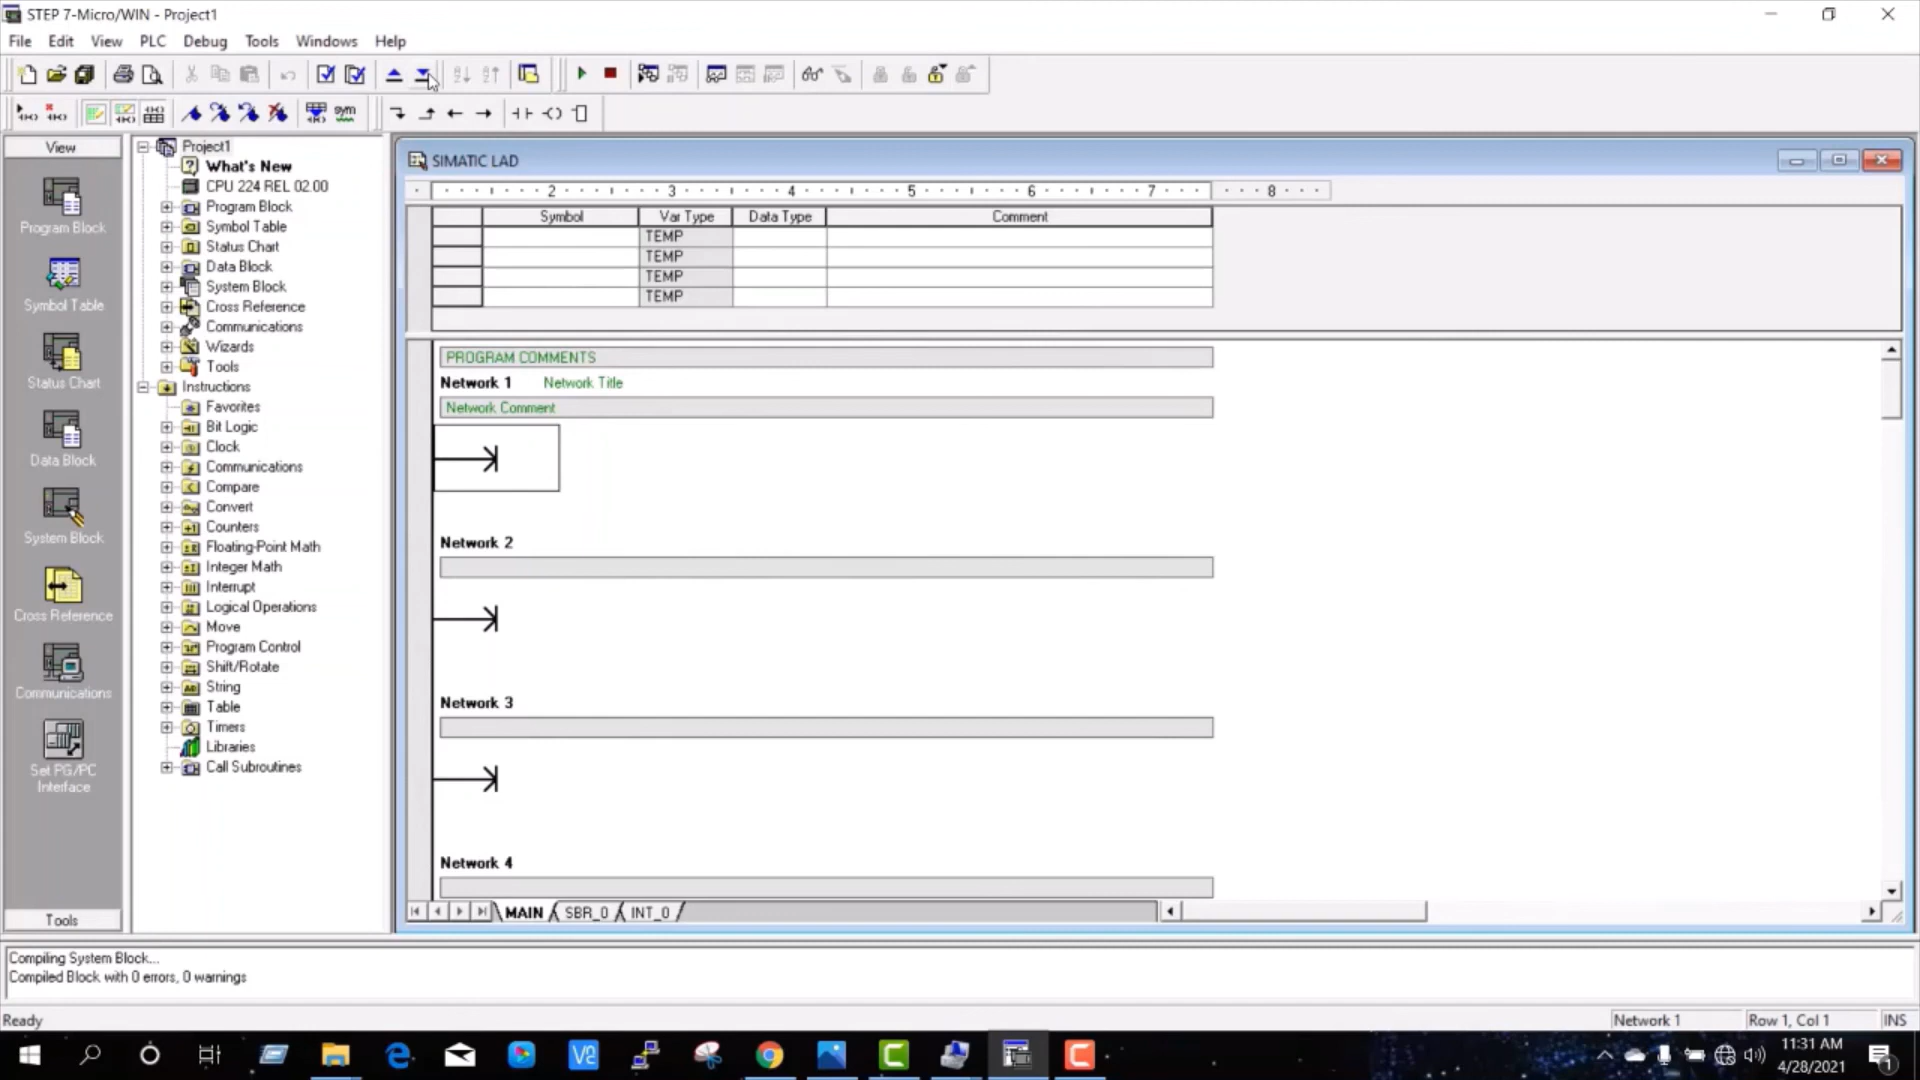 STEP 7-Micro/WIN - Project1
File Edit View PLC Debug Tools Windows Help
sym
View
Program Block
Symbol Table
Status Chart
Data Block
System Block
Cross Reference
Communications
Set PG/PC
Interface
Tools
Project1
What's New
CPU 224 REL 02.00
Program Block
Symbol Table
Status Chart
Data Block
System Block
Cross Reference
Communications
Wizards
Tools
Instructions
Favorites
Bit Logic
Clock
Communications
Compare
Convert
Counters
Floating-Point Math
Integer Math
Interrupt
Logical Operations
Move
Program Control
Shift/Rotate
String
Table
Timers
Libraries
Call Subroutines
SIMATIC LAD
2 3 4 5 6 7 8
Symbol Var Type Data Type Comment
TEMP
TEMP
TEMP
TEMP
PROGRAM COMMENTS
Network 1 Network Title
Network Comment
Network 2
Network 3
Network 4
MAIN SBR_0 INT_0
Compiling System Block...
Compiled Block with 0 errors, 0 warnings
Ready
Network 1 Row 1, Col 1 INS
11:31 AM
4/28/2021